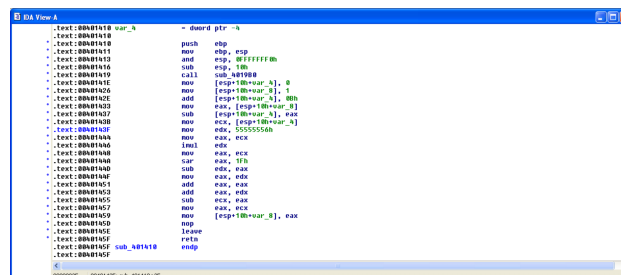 IDA View-A
.text:00401410 var_4 = dword ptr -4
.text:00401410
.text:00401410 push ebp
.text:00401411 mov ebp, esp
.text:00401413 and esp, 0FFFFFFF0h
.text:00401416 sub esp, 10h
.text:00401419 call sub_4019B0
.text:0040141E mov [esp+10h+var_4], 0
.text:00401426 mov [esp+10h+var_8], 1
.text:0040142E add [esp+10h+var_4], 0Bh
.text:00401433 mov eax, [esp+10h+var_8]
.text:00401437 sub [esp+10h+var_4], eax
.text:0040143B mov ecx, [esp+10h+var_4]
.text:0040143F mov edx, 55555556h
.text:00401444 mov eax, ecx
.text:00401446 imul edx
.text:00401448 mov eax, ecx
.text:0040144A sar eax, 1Fh
.text:0040144D sub edx, eax
.text:0040144F mov eax, edx
.text:00401451 add eax, eax
.text:00401453 add eax, edx
.text:00401455 sub ecx, eax
.text:00401457 mov eax, ecx
.text:00401459 mov [esp+10h+var_8], eax
.text:0040145D nop
.text:0040145E leave
.text:0040145F retn
.text:0040145F sub_401410 endp
.text:0040145F